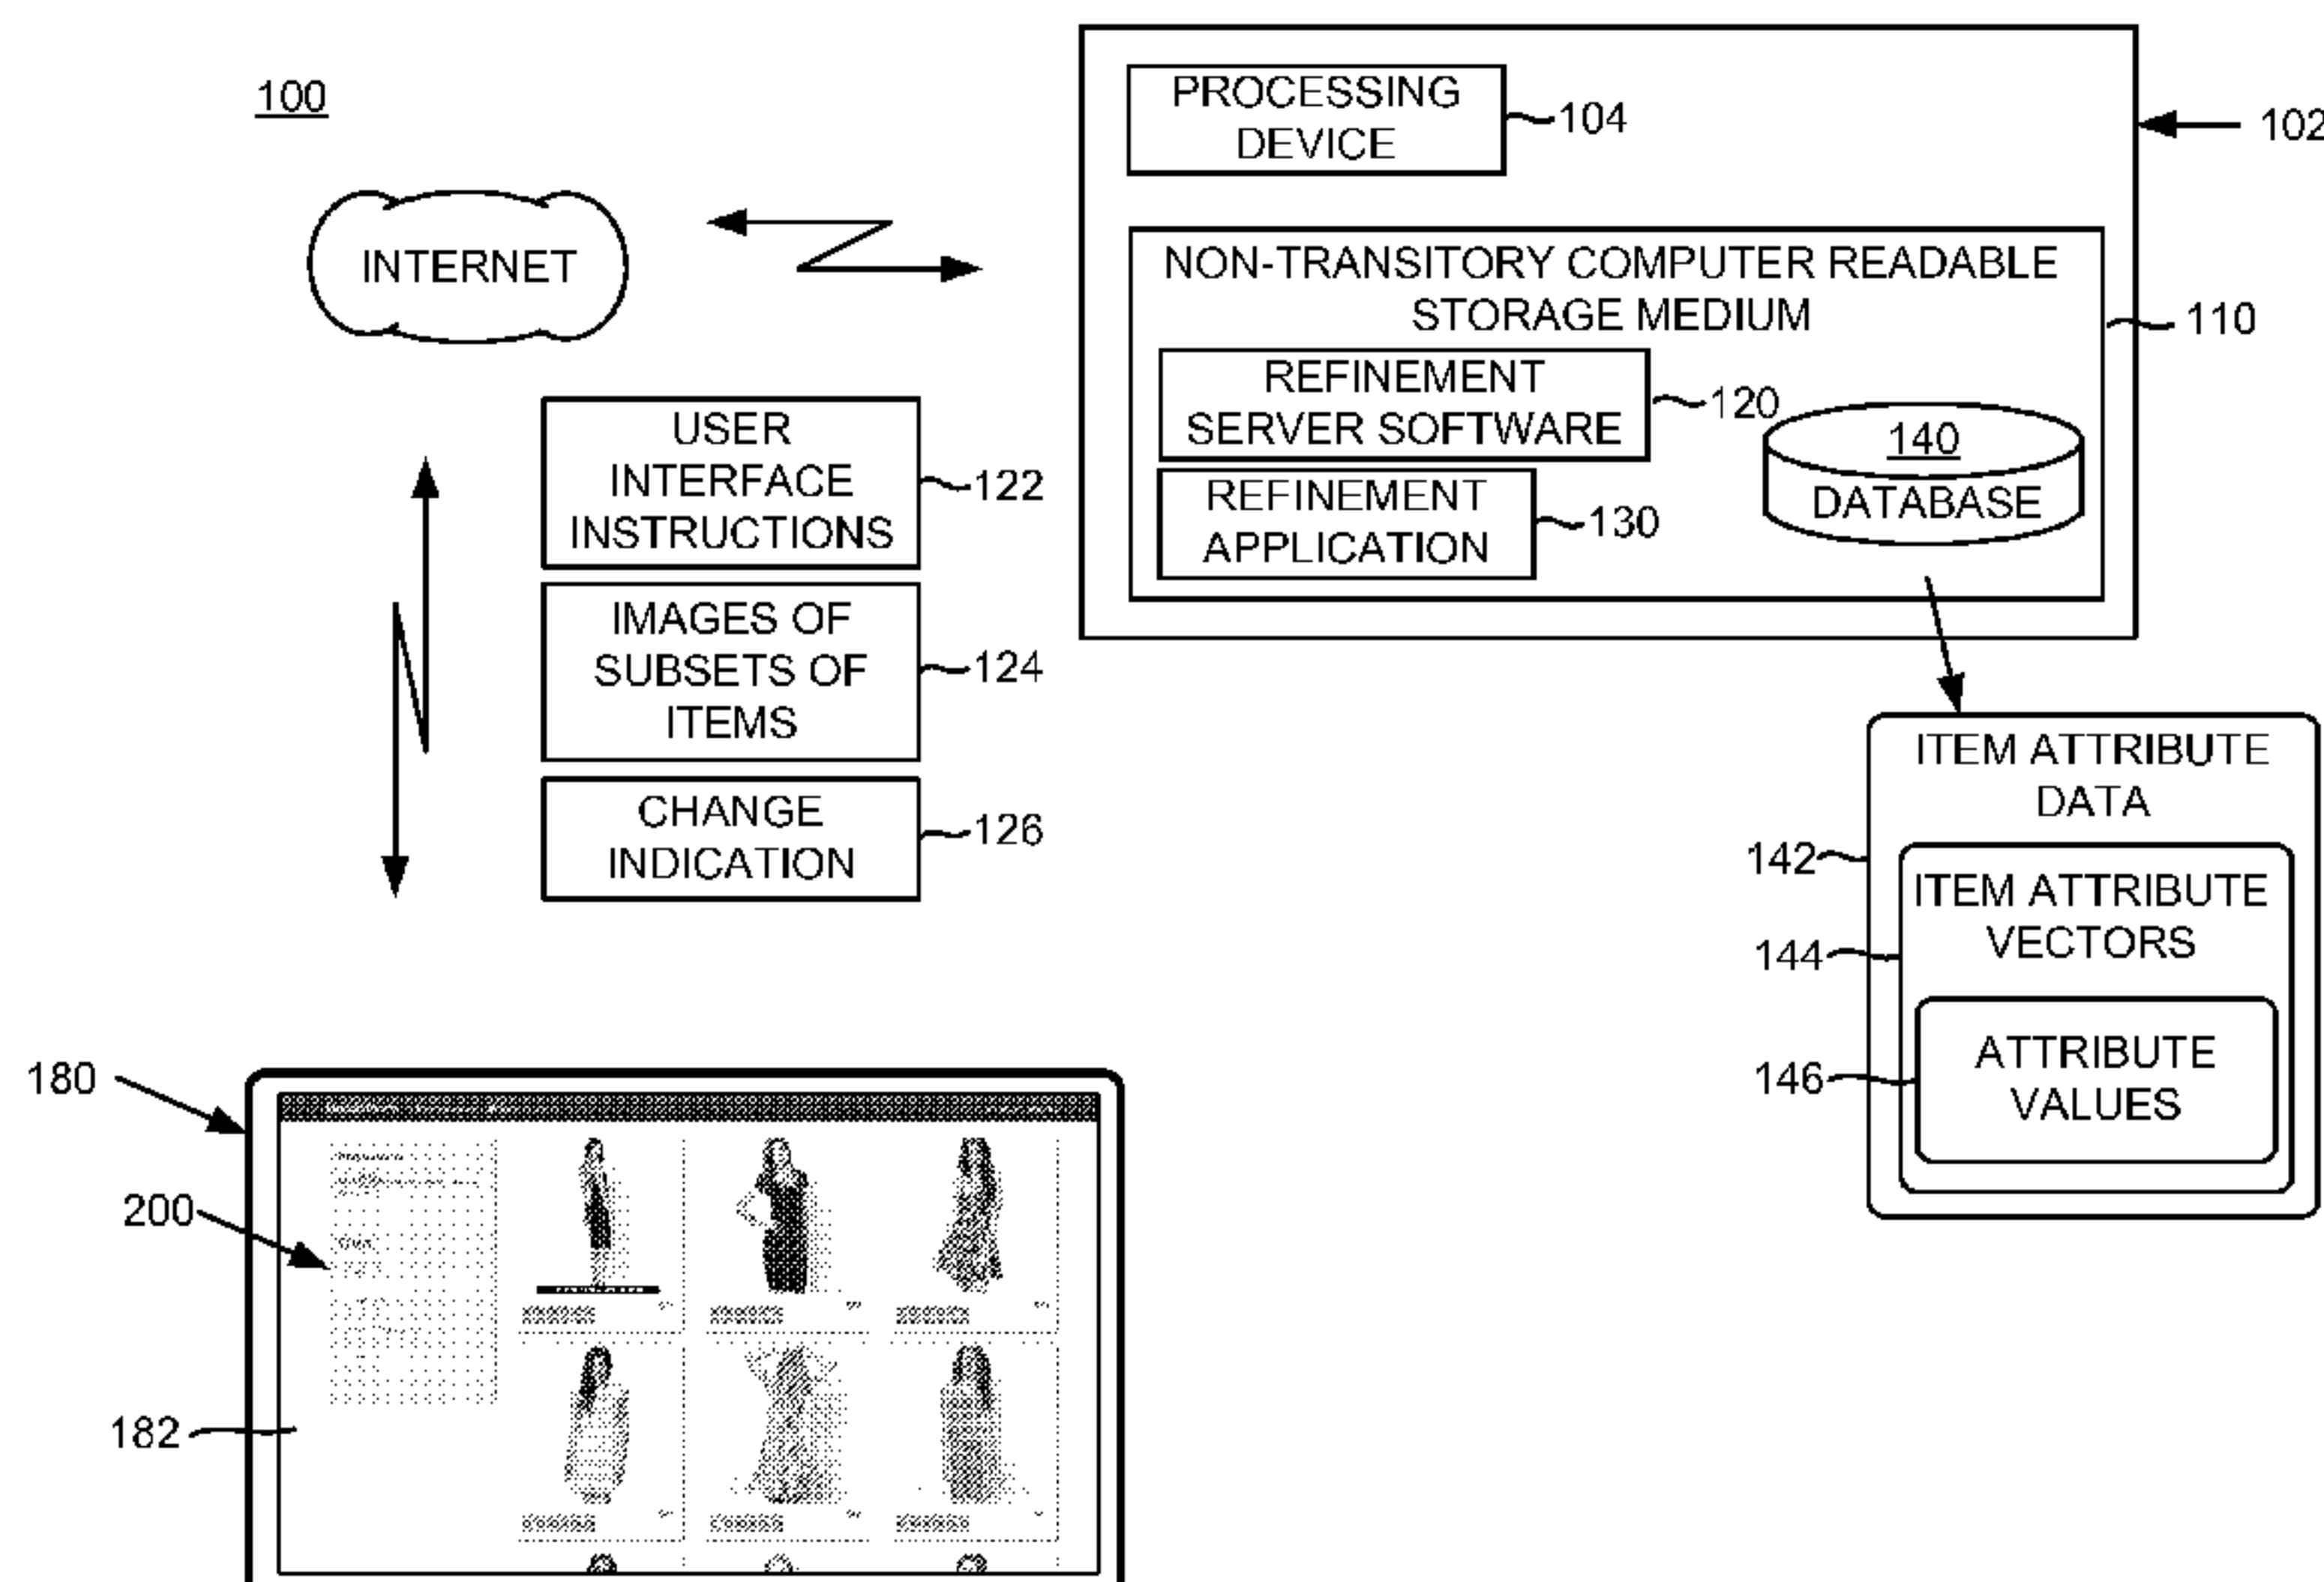 100
PROCESSING
DEVICE
104
102
INTERNET
NON-TRANSITORY COMPUTER READABLE
STORAGE MEDIUM
110
REFINEMENT
SERVER SOFTWARE
120
140
DATABASE
REFINEMENT
APPLICATION
130
USER
INTERFACE
INSTRUCTIONS
122
IMAGES OF
SUBSETS OF
ITEMS
124
CHANGE
INDICATION
126
ITEM ATTRIBUTE
DATA
142
ITEM ATTRIBUTE
VECTORS
144
ATTRIBUTE
VALUES
146
180
200
182